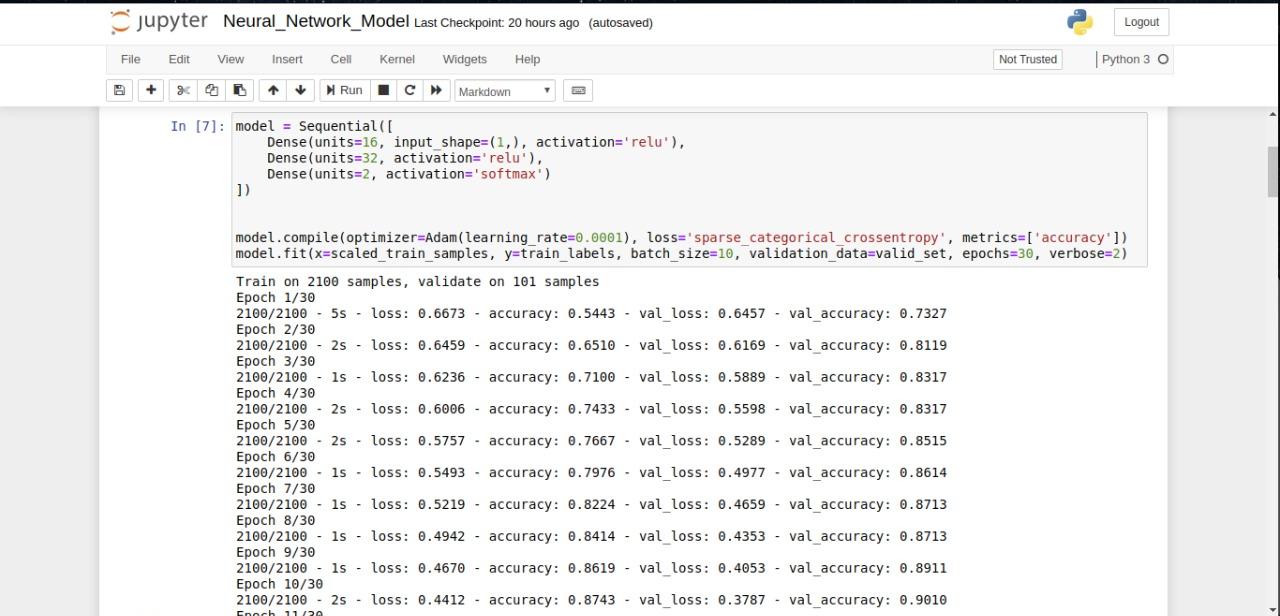 jupyter Neural_Network_Model Last Checkpoint: 20 hours ago (autosaved) Logout
File Edit View Insert Cell Kernel Widgets Help Not Trusted Python 3
Run Markdown
In [7]: model = Sequential([
    Dense(units=16, input_shape=(1,), activation='relu'),
    Dense(units=32, activation='relu'),
    Dense(units=2, activation='softmax')
])
model.compile(optimizer=Adam(learning_rate=0.0001), loss='sparse_categorical_crossentropy', metrics=['accuracy'])
model.fit(x=scaled_train_samples, y=train_labels, batch_size=10, validation_data=valid_set, epochs=30, verbose=2)
Train on 2100 samples, validate on 101 samples
Epoch 1/30
2100/2100 - 5s - loss: 0.6673 - accuracy: 0.5443 - val_loss: 0.6457 - val_accuracy: 0.7327
Epoch 2/30
2100/2100 - 2s - loss: 0.6459 - accuracy: 0.6510 - val_loss: 0.6169 - val_accuracy: 0.8119
Epoch 3/30
2100/2100 - 1s - loss: 0.6236 - accuracy: 0.7100 - val_loss: 0.5889 - val_accuracy: 0.8317
Epoch 4/30
2100/2100 - 2s - loss: 0.6006 - accuracy: 0.7433 - val_loss: 0.5598 - val_accuracy: 0.8317
Epoch 5/30
2100/2100 - 2s - loss: 0.5757 - accuracy: 0.7667 - val_loss: 0.5289 - val_accuracy: 0.8515
Epoch 6/30
2100/2100 - 1s - loss: 0.5493 - accuracy: 0.7976 - val_loss: 0.4977 - val_accuracy: 0.8614
Epoch 7/30
2100/2100 - 1s - loss: 0.5219 - accuracy: 0.8224 - val_loss: 0.4659 - val_accuracy: 0.8713
Epoch 8/30
2100/2100 - 1s - loss: 0.4942 - accuracy: 0.8414 - val_loss: 0.4353 - val_accuracy: 0.8713
Epoch 9/30
2100/2100 - 1s - loss: 0.4670 - accuracy: 0.8619 - val_loss: 0.4053 - val_accuracy: 0.8911
Epoch 10/30
2100/2100 - 2s - loss: 0.4412 - accuracy: 0.8743 - val_loss: 0.3787 - val_accuracy: 0.9010
Epoch 11/30